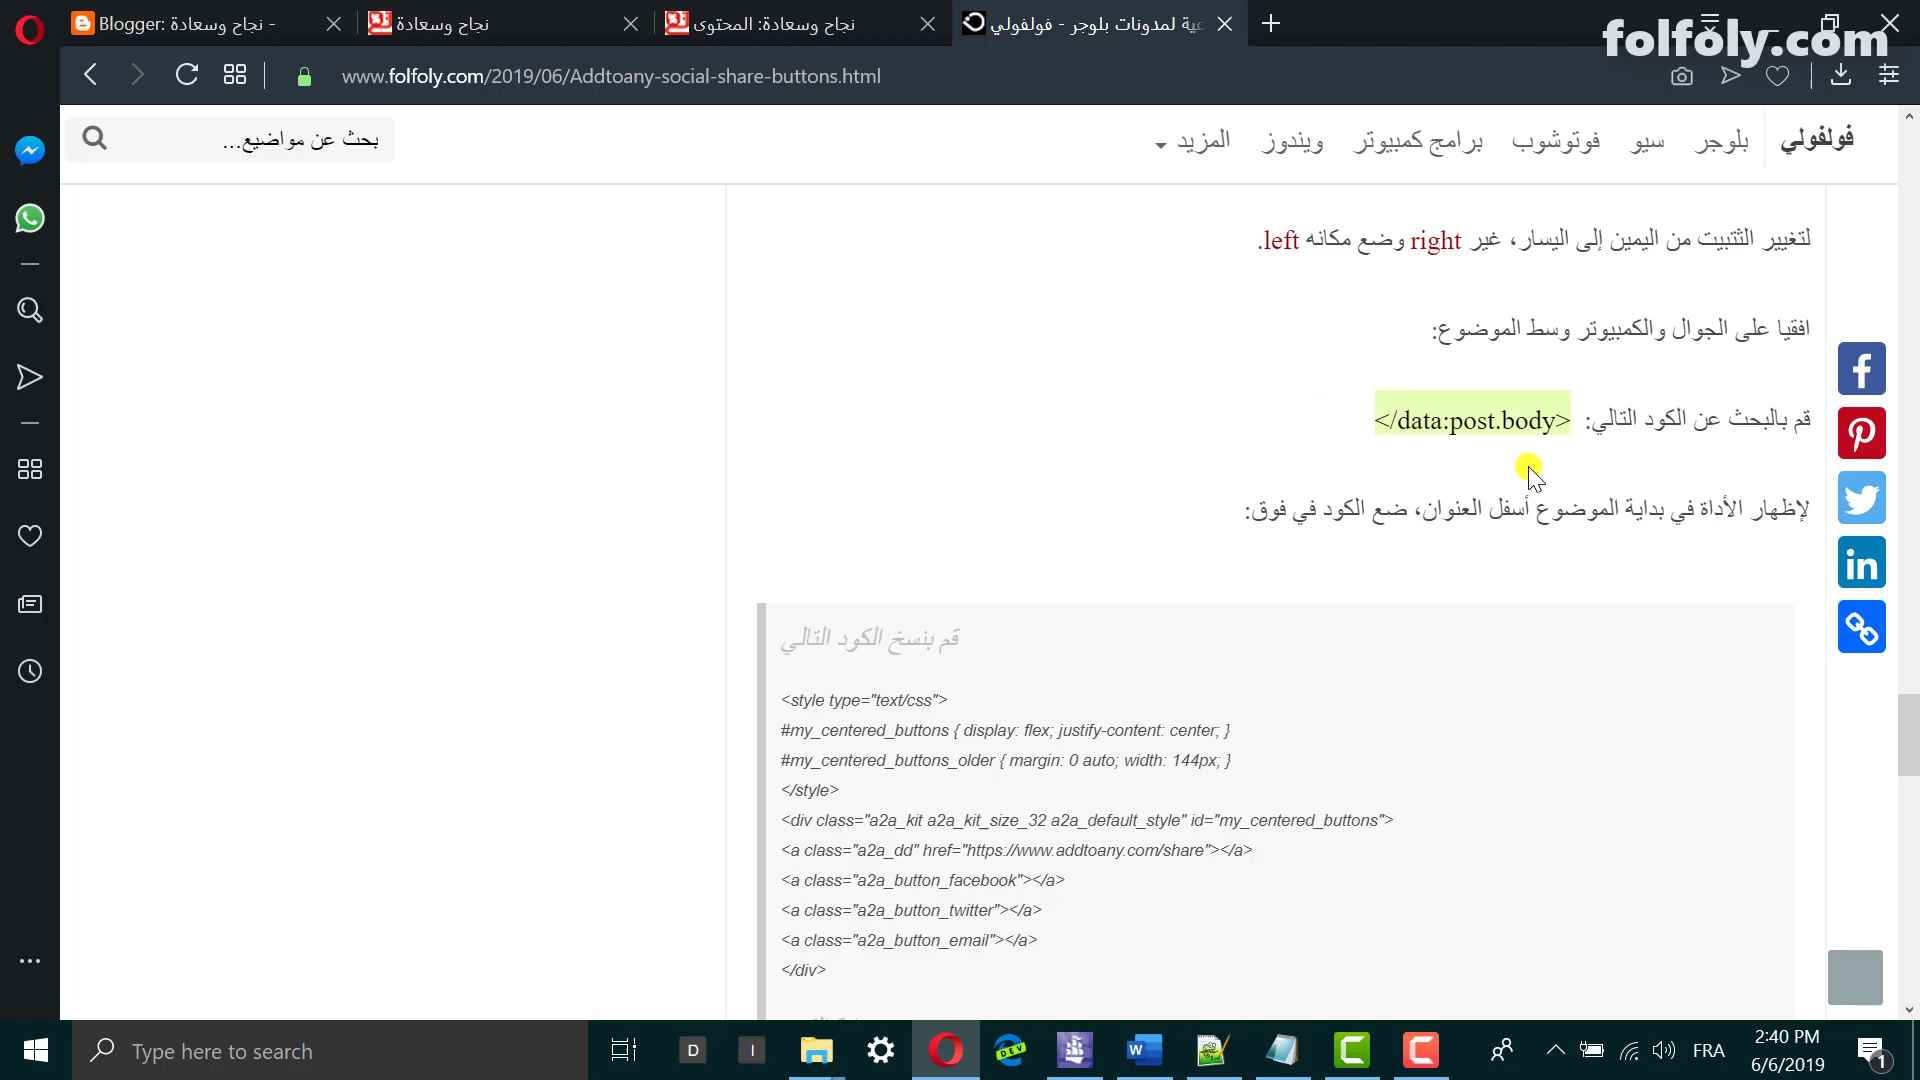 Blogger: نجاح وسعادة -
نجاح وسعادة
نجاح وسعادة: المحتوى
عية لمدونات بلوجر - فولفولي
folfoly.com
www.folfoly.com/2019/06/Addtoany-social-share-buttons.html
فولفولي
بلوجر
سيو
فوتوشوب
برامج كمبيوتر
ويندوز
المزيد
بحث عن مواضيع...
لتغيير الثتبيت من اليمين إلى اليسار، غير right وضع مكانه left.
افقيا على الجوال والكمبيوتر وسط الموضوع:
قم بالبحث عن الكود التالي: </data:post.body>
لإظهار الأداة في بداية الموضوع أسفل العنوان، ضع الكود في فوق:
قم بنسخ الكود التالي
<style type="text/css">
#my_centered_buttons { display: flex; justify-content: center; }
#my_centered_buttons_older { margin: 0 auto; width: 144px; }
</style>
<div class="a2a_kit a2a_kit_size_32 a2a_default_style" id="my_centered_buttons">
<a class="a2a_dd" href="https://www.addtoany.com/share"></a>
<a class="a2a_button_facebook"></a>
<a class="a2a_button_twitter"></a>
<a class="a2a_button_email"></a>
</div>
Type here to search
D
I
DEV
W
FRA
2:40 PM
6/6/2019
1